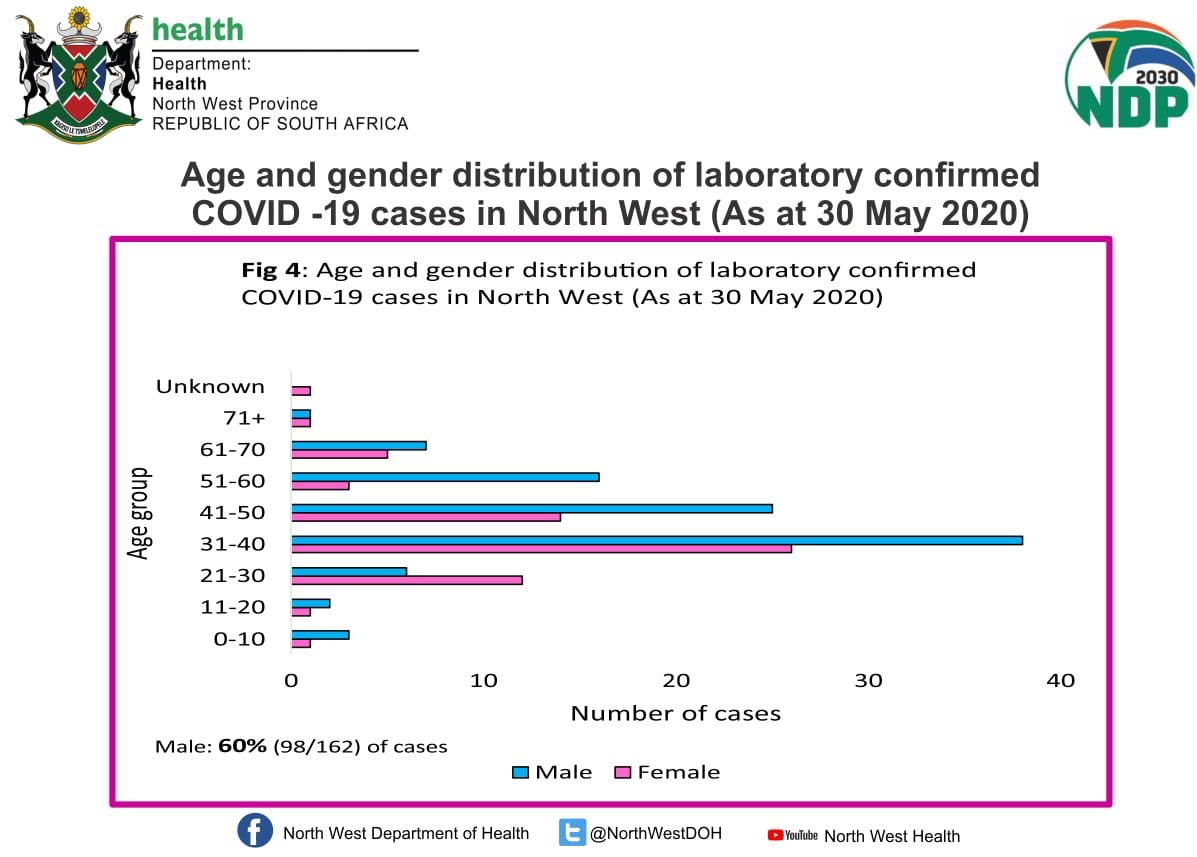 health
Department:
Health
North West Province
REPUBLIC OF SOUTH AFRICA
KAGISO LE TSWELELOPELE
2030
NDP
Age and gender distribution of laboratory confirmed
COVID -19 cases in North West (As at 30 May 2020)
Fig 4: Age and gender distribution of laboratory confirmed
COVID-19 cases in North West (As at 30 May 2020)
Age group
Unknown
71+
61-70
51-60
41-50
31-40
21-30
11-20
0-10
0 10 20 30 40
Number of cases
Male: 60% (98/162) of cases
Male Female
North West Department of Health @NorthWestDOH YouTube North West Health